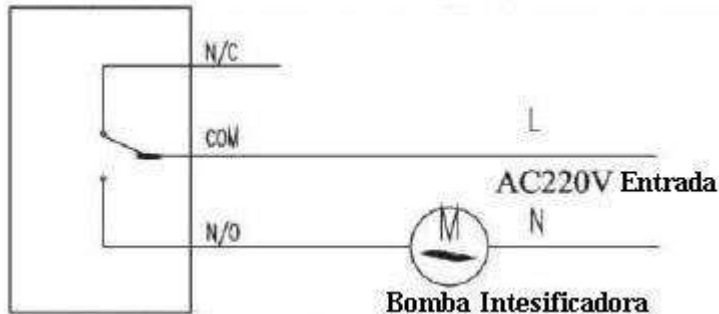 N/C
COM
L
AC220V Entrada
N/O
M
N
Bomba Intesificadora